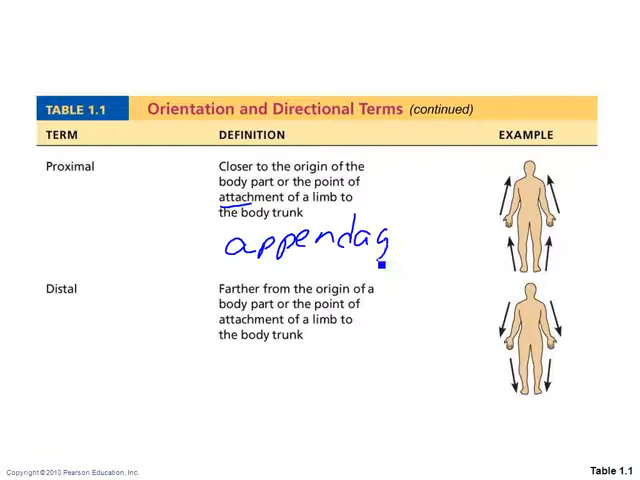 TABLE 1.1 Orientation and Directional Terms (continued)
TERM DEFINITION EXAMPLE
Proximal Closer to the origin of the
body part or the point of
attachment of a limb to
the body trunk
appendag
Distal Farther from the origin of a
body part or the point of
attachment of a limb to
the body trunk
Copyright © 2010 Pearson Education, Inc.
Table 1.1